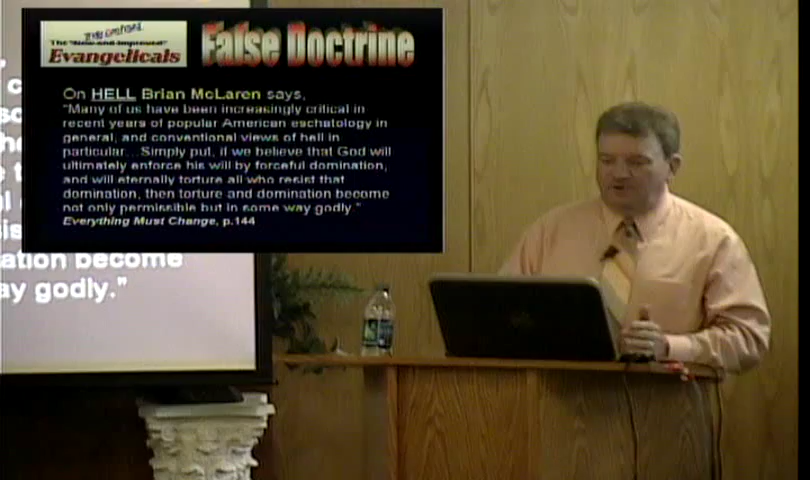 They Confused
The "New and Improved"
Evangelicals
False Doctrine
On HELL Brian McLaren says,
"Many of us have been increasingly critical in
recent years of popular American eschatology in
general, and conventional views of hell in
particular...Simply put, if we believe that God will
ultimately enforce his will by forceful domination,
and will eternally torture all who resist that
domination, then torture and domination become
not only permissible but in some way godly."
Everything Must Change, p.144
ation become
ay godly."